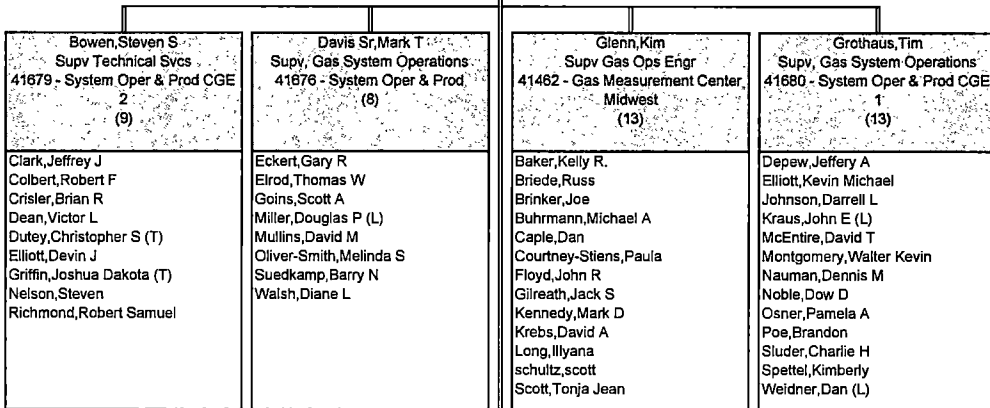 Bowen,Steven S
Supv Technical Svcs
41679 - System Oper & Prod CGE
2
(9)
Clark,Jeffrey J
Colbert,Robert F
Crisler,Brian R
Dean,Victor L
Dutey,Christopher S (T)
Elliott,Devin J
Griffin,Joshua Dakota (T)
Nelson,Steven
Richmond,Robert Samuel
Davis Sr,Mark T
Supv, Gas System Operations
41676 - System Oper & Prod
(8)
Eckert,Gary R
Elrod,Thomas W
Goins,Scott A
Miller,Douglas P (L)
Mullins,David M
Oliver-Smith,Melinda S
Suedkamp,Barry N
Walsh,Diane L
Glenn,Kim
Supv Gas Ops Engr
41462 - Gas Measurement Center
Midwest
(13)
Baker,Kelly R.
Briede,Russ
Brinker,Joe
Buhrmann,Michael A
Caple,Dan
Courtney-Stiens,Paula
Floyd,John R
Gilreath,Jack S
Kennedy,Mark D
Krebs,David A
Long,Illyana
schultz,scott
Scott,Tonja Jean
Grothaus,Tim
Supv, Gas System Operations
41680 - System Oper & Prod CGE
1
(13)
Depew,Jeffery A
Elliott,Kevin Michael
Johnson,Darrell L
Kraus,John E (L)
McEntire,David T
Montgomery,Walter Kevin
Nauman,Dennis M
Noble,Dow D
Osner,Pamela A
Poe,Brandon
Sluder,Charlie H
Spettel,Kimberly
Weidner,Dan (L)